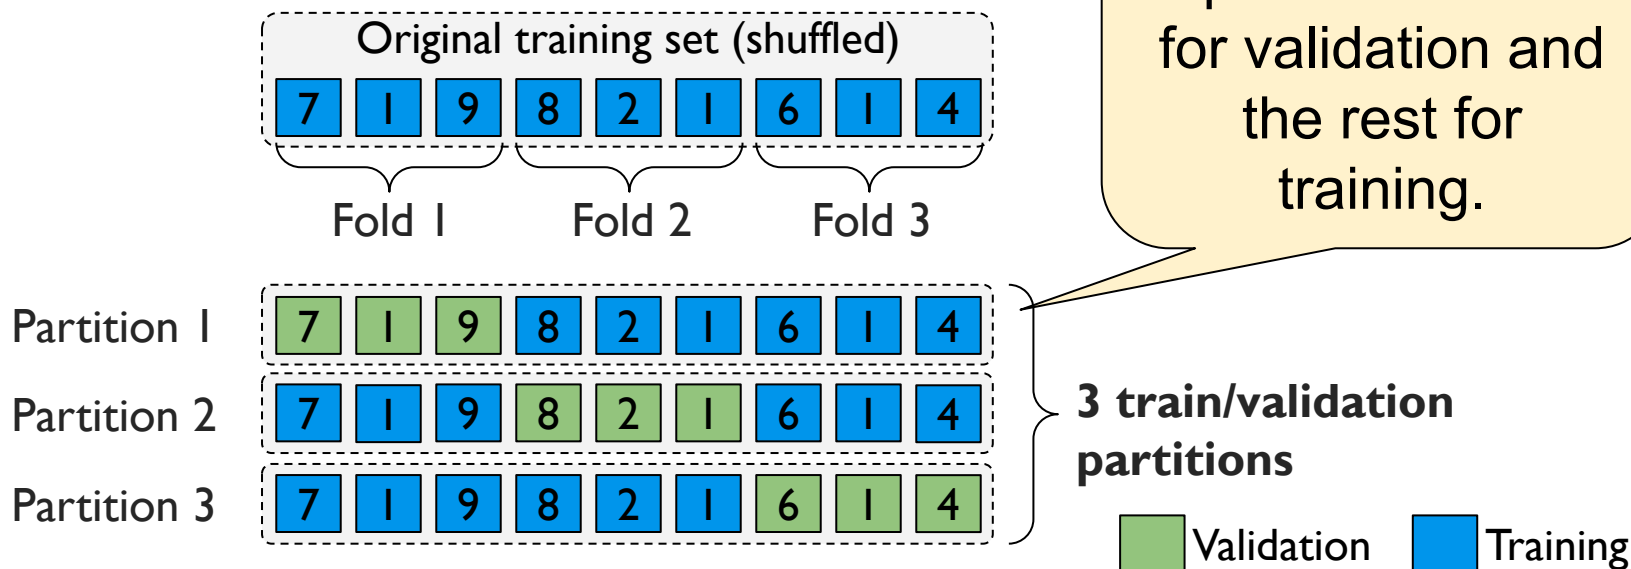 Original training set (shuffled)
7 1 9 8 2 1 6 1 4
Fold 1 Fold 2 Fold 3
for validation and
the rest for
training.
Partition 1 7 1 9 8 2 1 6 1 4
Partition 2 7 1 9 8 2 1 6 1 4
Partition 3 7 1 9 8 2 1 6 1 4
3 train/validation
partitions
Validation Training